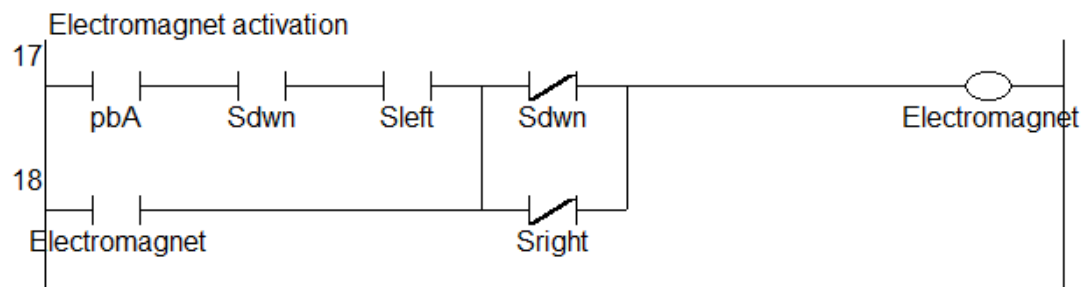 Electromagnet activation
17
pbA Sdwn Sleft Sdwn Electromagnet
18
Electromagnet Sright